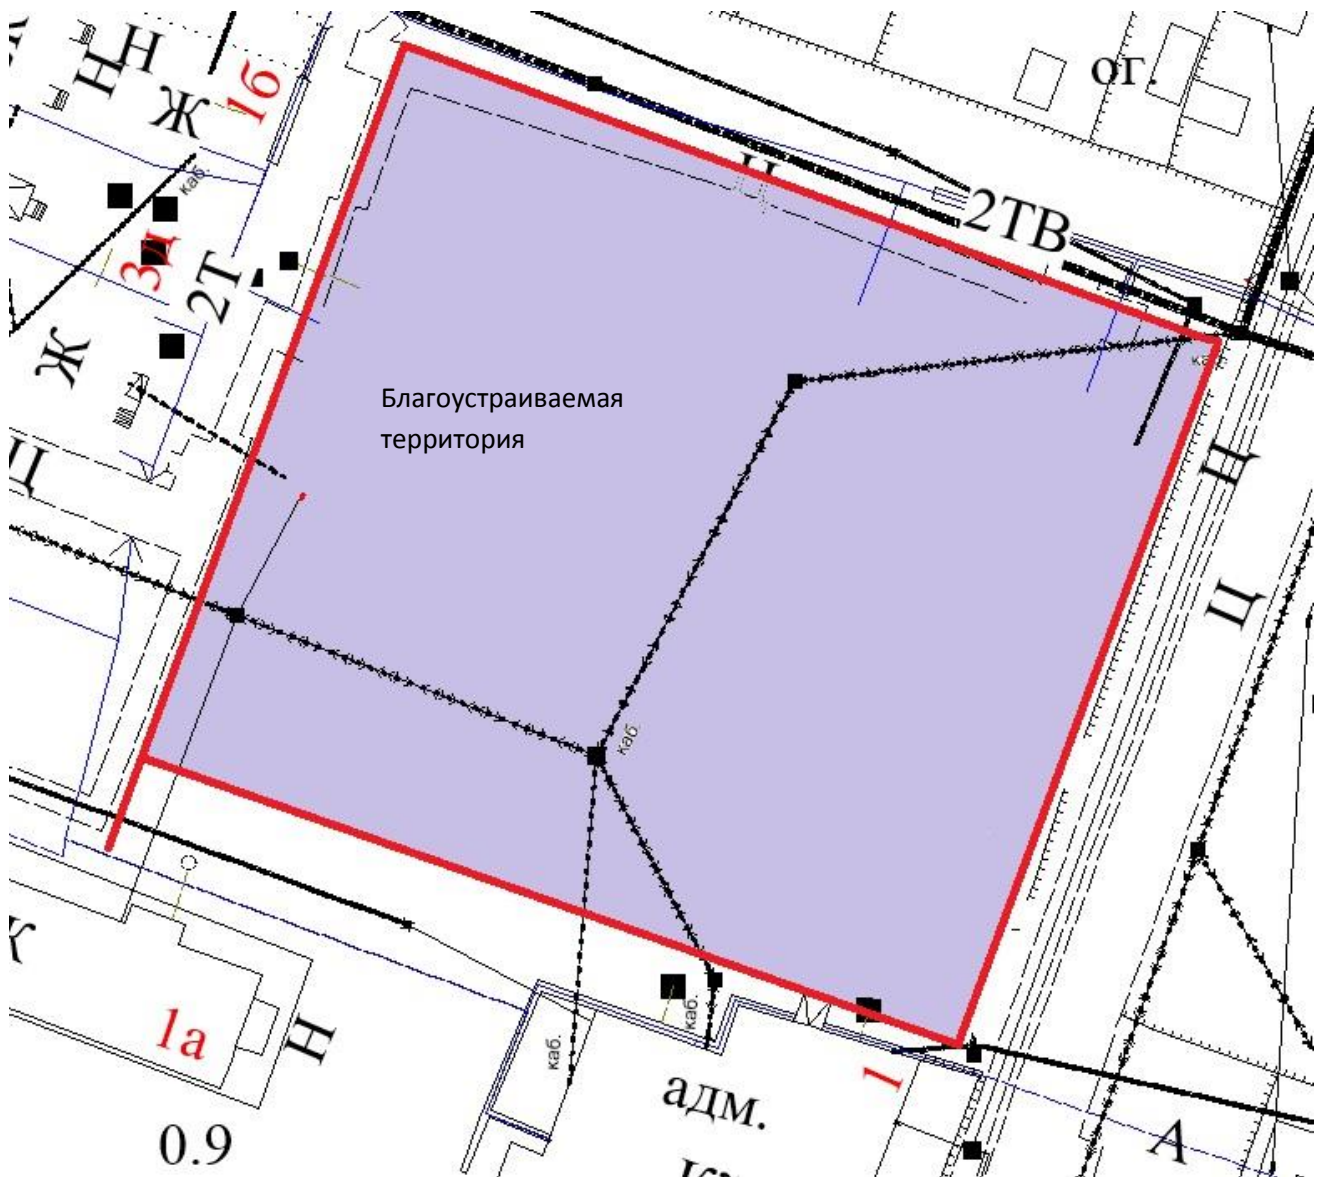 Н
Н
Ж
1б
ог.
каб.
3д
2Т
2ТВ
Ж
Благоустраиваемая
территория
Ц
Ц
Ц
каб.
1а
Н
каб.
каб.
1
адм.
А
0.9